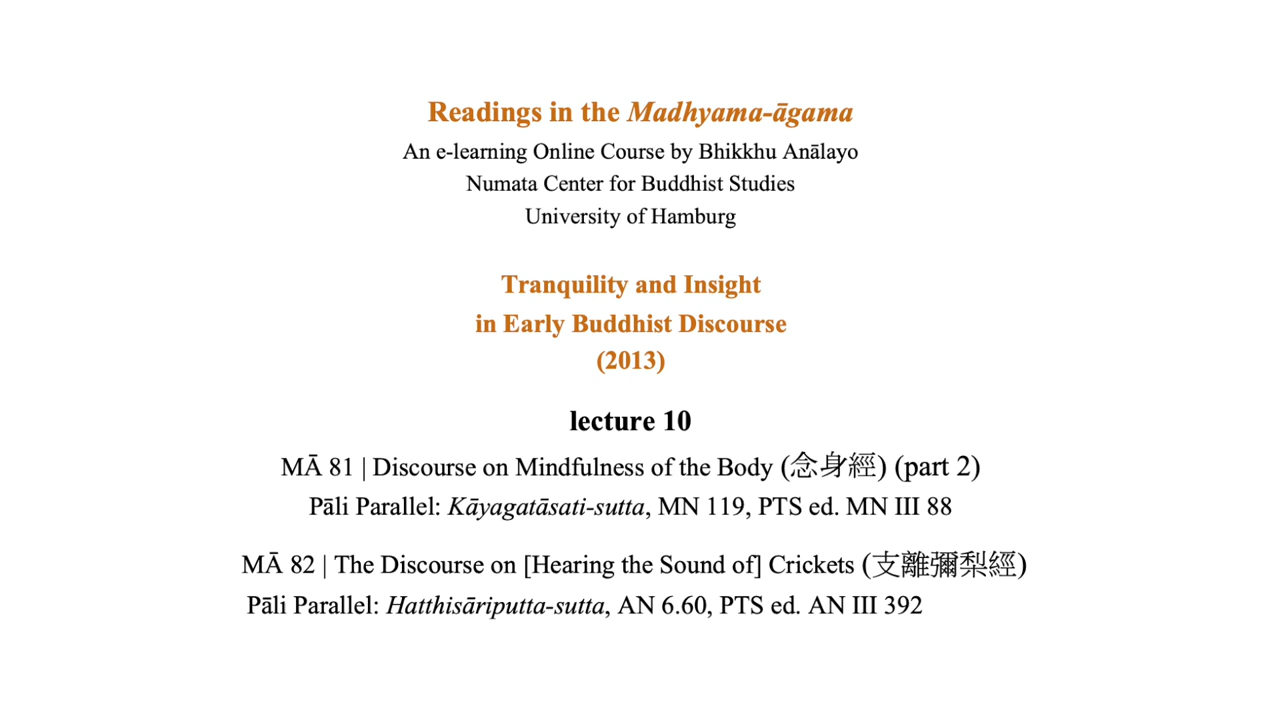 Readings in the Madhyama-āgama
An e-learning Online Course by Bhikkhu Anālayo
Numata Center for Buddhist Studies
University of Hamburg
Tranquility and Insight
in Early Buddhist Discourse
(2013)
lecture 10
MĀ 81 | Discourse on Mindfulness of the Body (念身經) (part 2)
Pāli Parallel: Kāyagatāsati-sutta, MN 119, PTS ed. MN III 88
MĀ 82 | The Discourse on [Hearing the Sound of] Crickets (支離彌梨經)
Pāli Parallel: Hatthisāriputta-sutta, AN 6.60, PTS ed. AN III 392